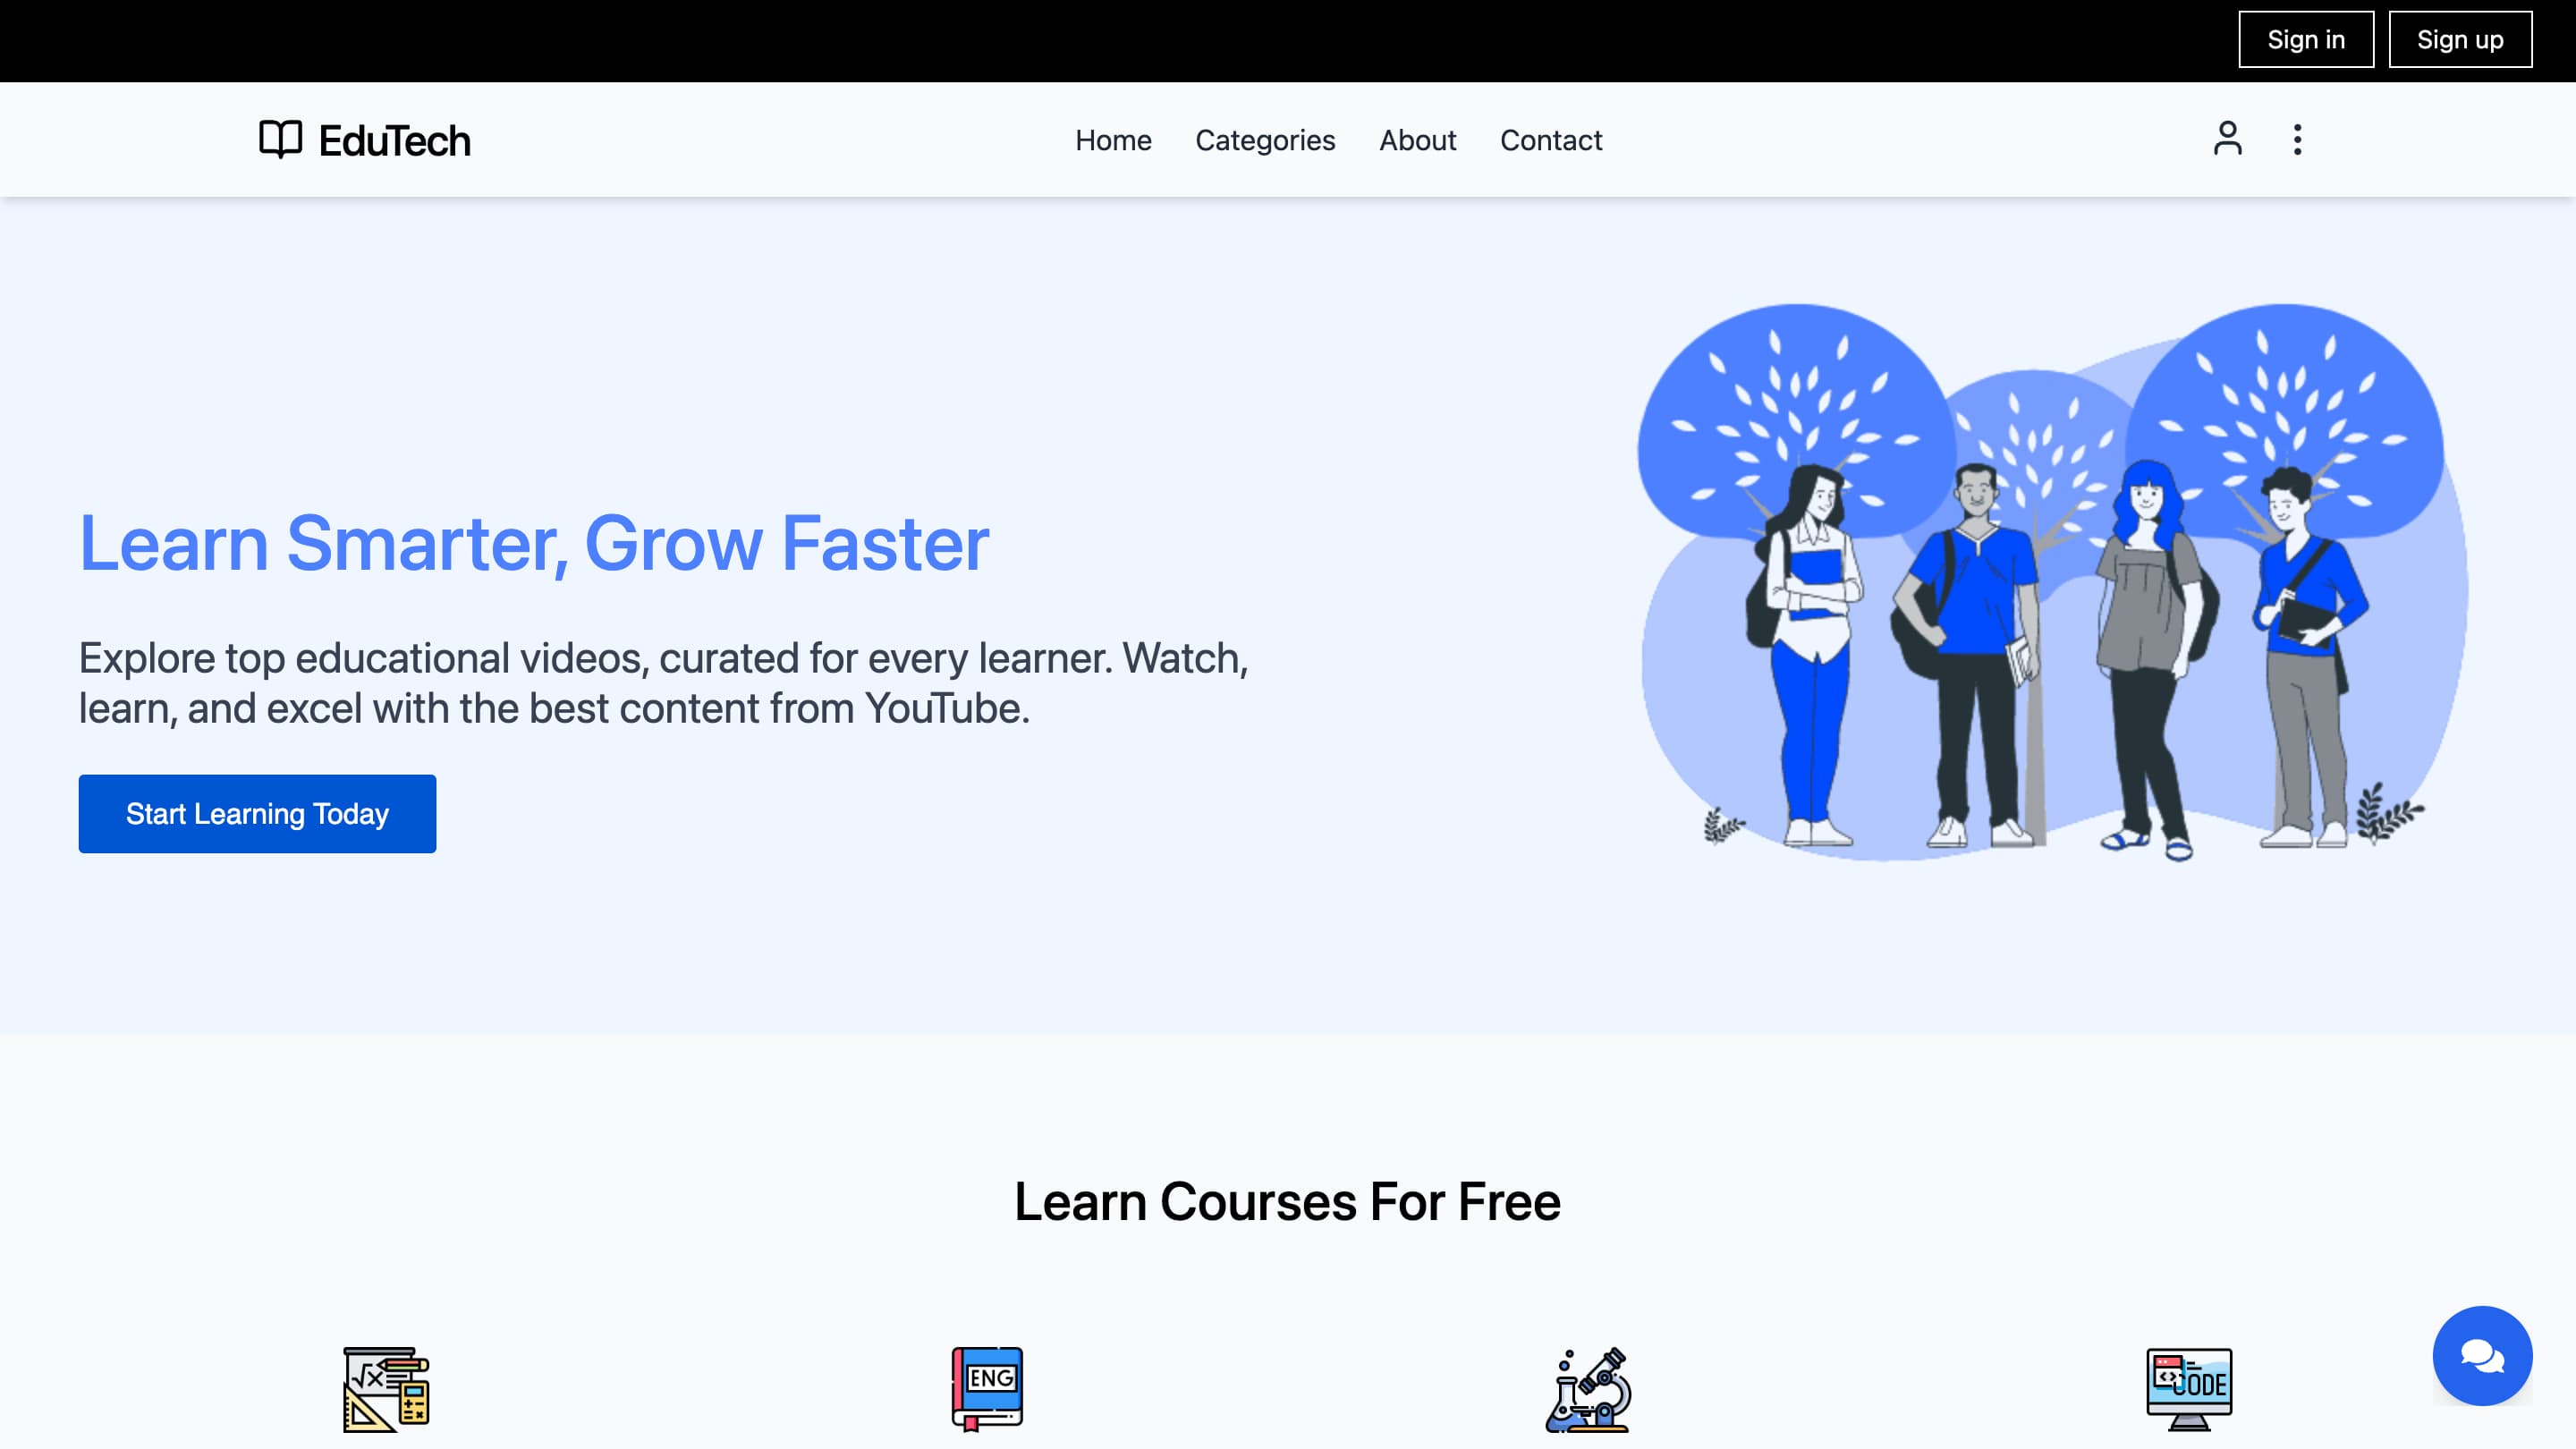 Sign in Sign up
EduTech
Home Categories About Contact
Learn Smarter, Grow Faster
Explore top educational videos, curated for every learner. Watch,
learn, and excel with the best content from YouTube.
Start Learning Today
Learn Courses For Free
√x
ENG
CODE